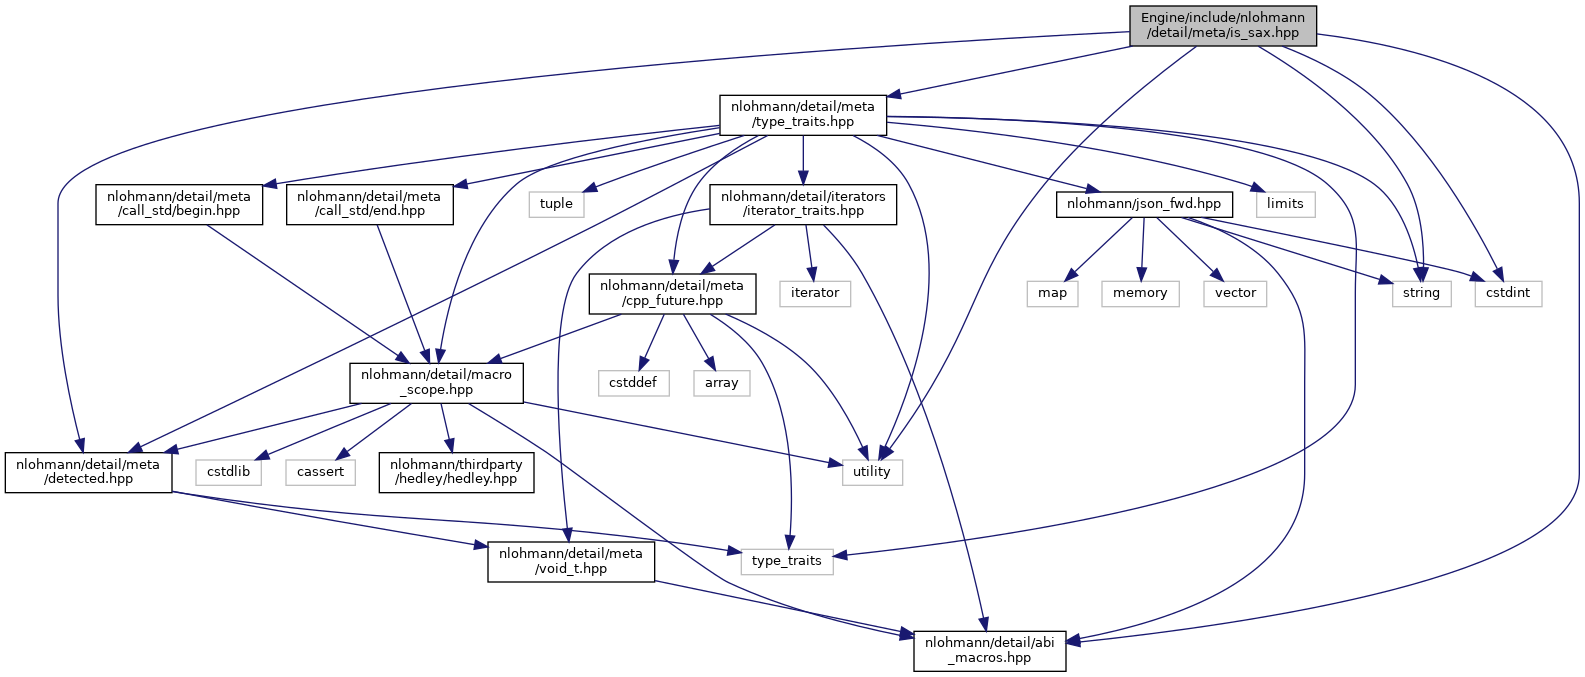 Engine/include/nlohmann
/detail/meta/is_sax.hpp
nlohmann/detail/meta
/type_traits.hpp
nlohmann/detail/meta
/call_std/begin.hpp
nlohmann/detail/meta
/call_std/end.hpp
tuple
nlohmann/detail/iterators
/iterator_traits.hpp
nlohmann/json_fwd.hpp
limits
nlohmann/detail/meta
/cpp_future.hpp
iterator
map
memory
vector
string
cstdint
nlohmann/detail/macro
_scope.hpp
cstddef
array
nlohmann/detail/meta
/detected.hpp
cstdlib
cassert
nlohmann/thirdparty
/hedley/hedley.hpp
utility
nlohmann/detail/meta
/void_t.hpp
type_traits
nlohmann/detail/abi
_macros.hpp